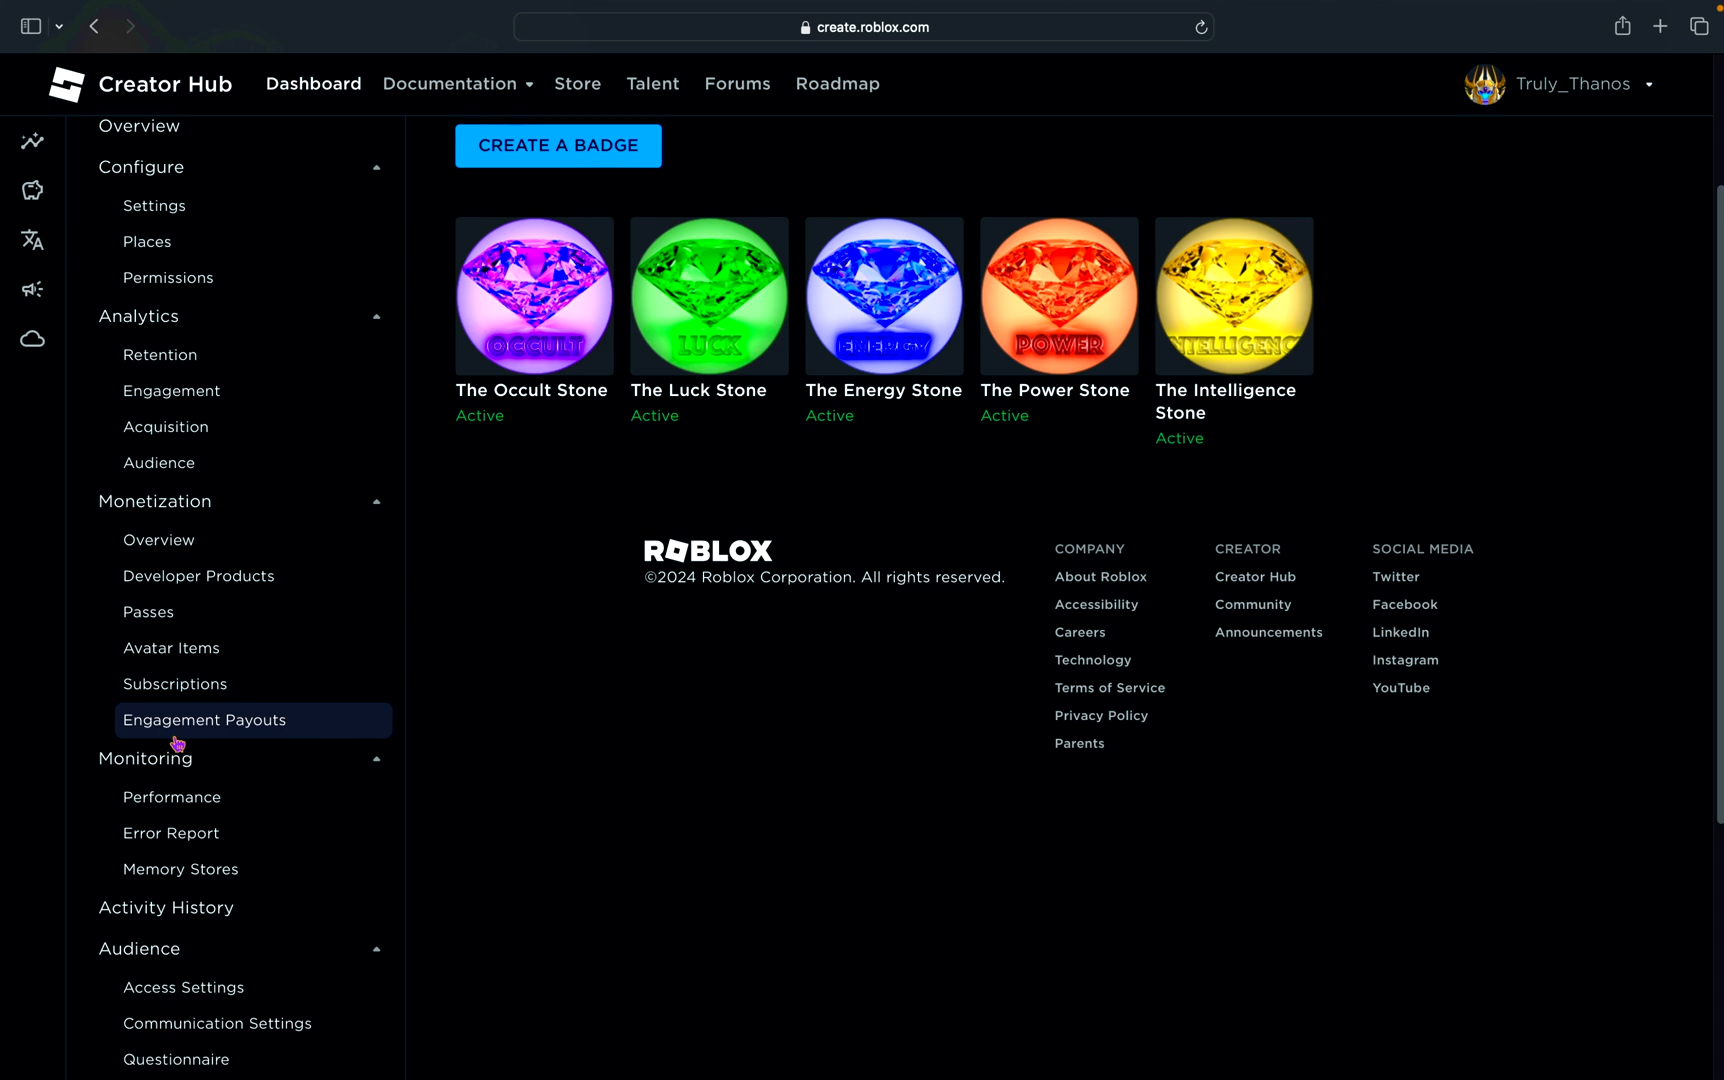 create.roblox.com
Creator Hub
Dashboard
Documentation
Store
Talent
Forums
Roadmap
Truly_Thanos
Overview
Configure
Settings
Places
Permissions
Analytics
Retention
Engagement
Acquisition
Audience
Monetization
Overview
Developer Products
Passes
Avatar Items
Subscriptions
Engagement Payouts
Monitoring
Performance
Error Report
Memory Stores
Activity History
Audience
Access Settings
Communication Settings
Questionnaire
CREATE A BADGE
OCCULT
The Occult Stone
Active
LUCK
The Luck Stone
Active
ENERGY
The Energy Stone
Active
POWER
The Power Stone
Active
NTELLIGENC
The Intelligence
Stone
Active
ROBLOX
©2024 Roblox Corporation. All rights reserved.
COMPANY
About Roblox
Accessibility
Careers
Technology
Terms of Service
Privacy Policy
Parents
CREATOR
Creator Hub
Community
Announcements
SOCIAL MEDIA
Twitter
Facebook
LinkedIn
Instagram
YouTube